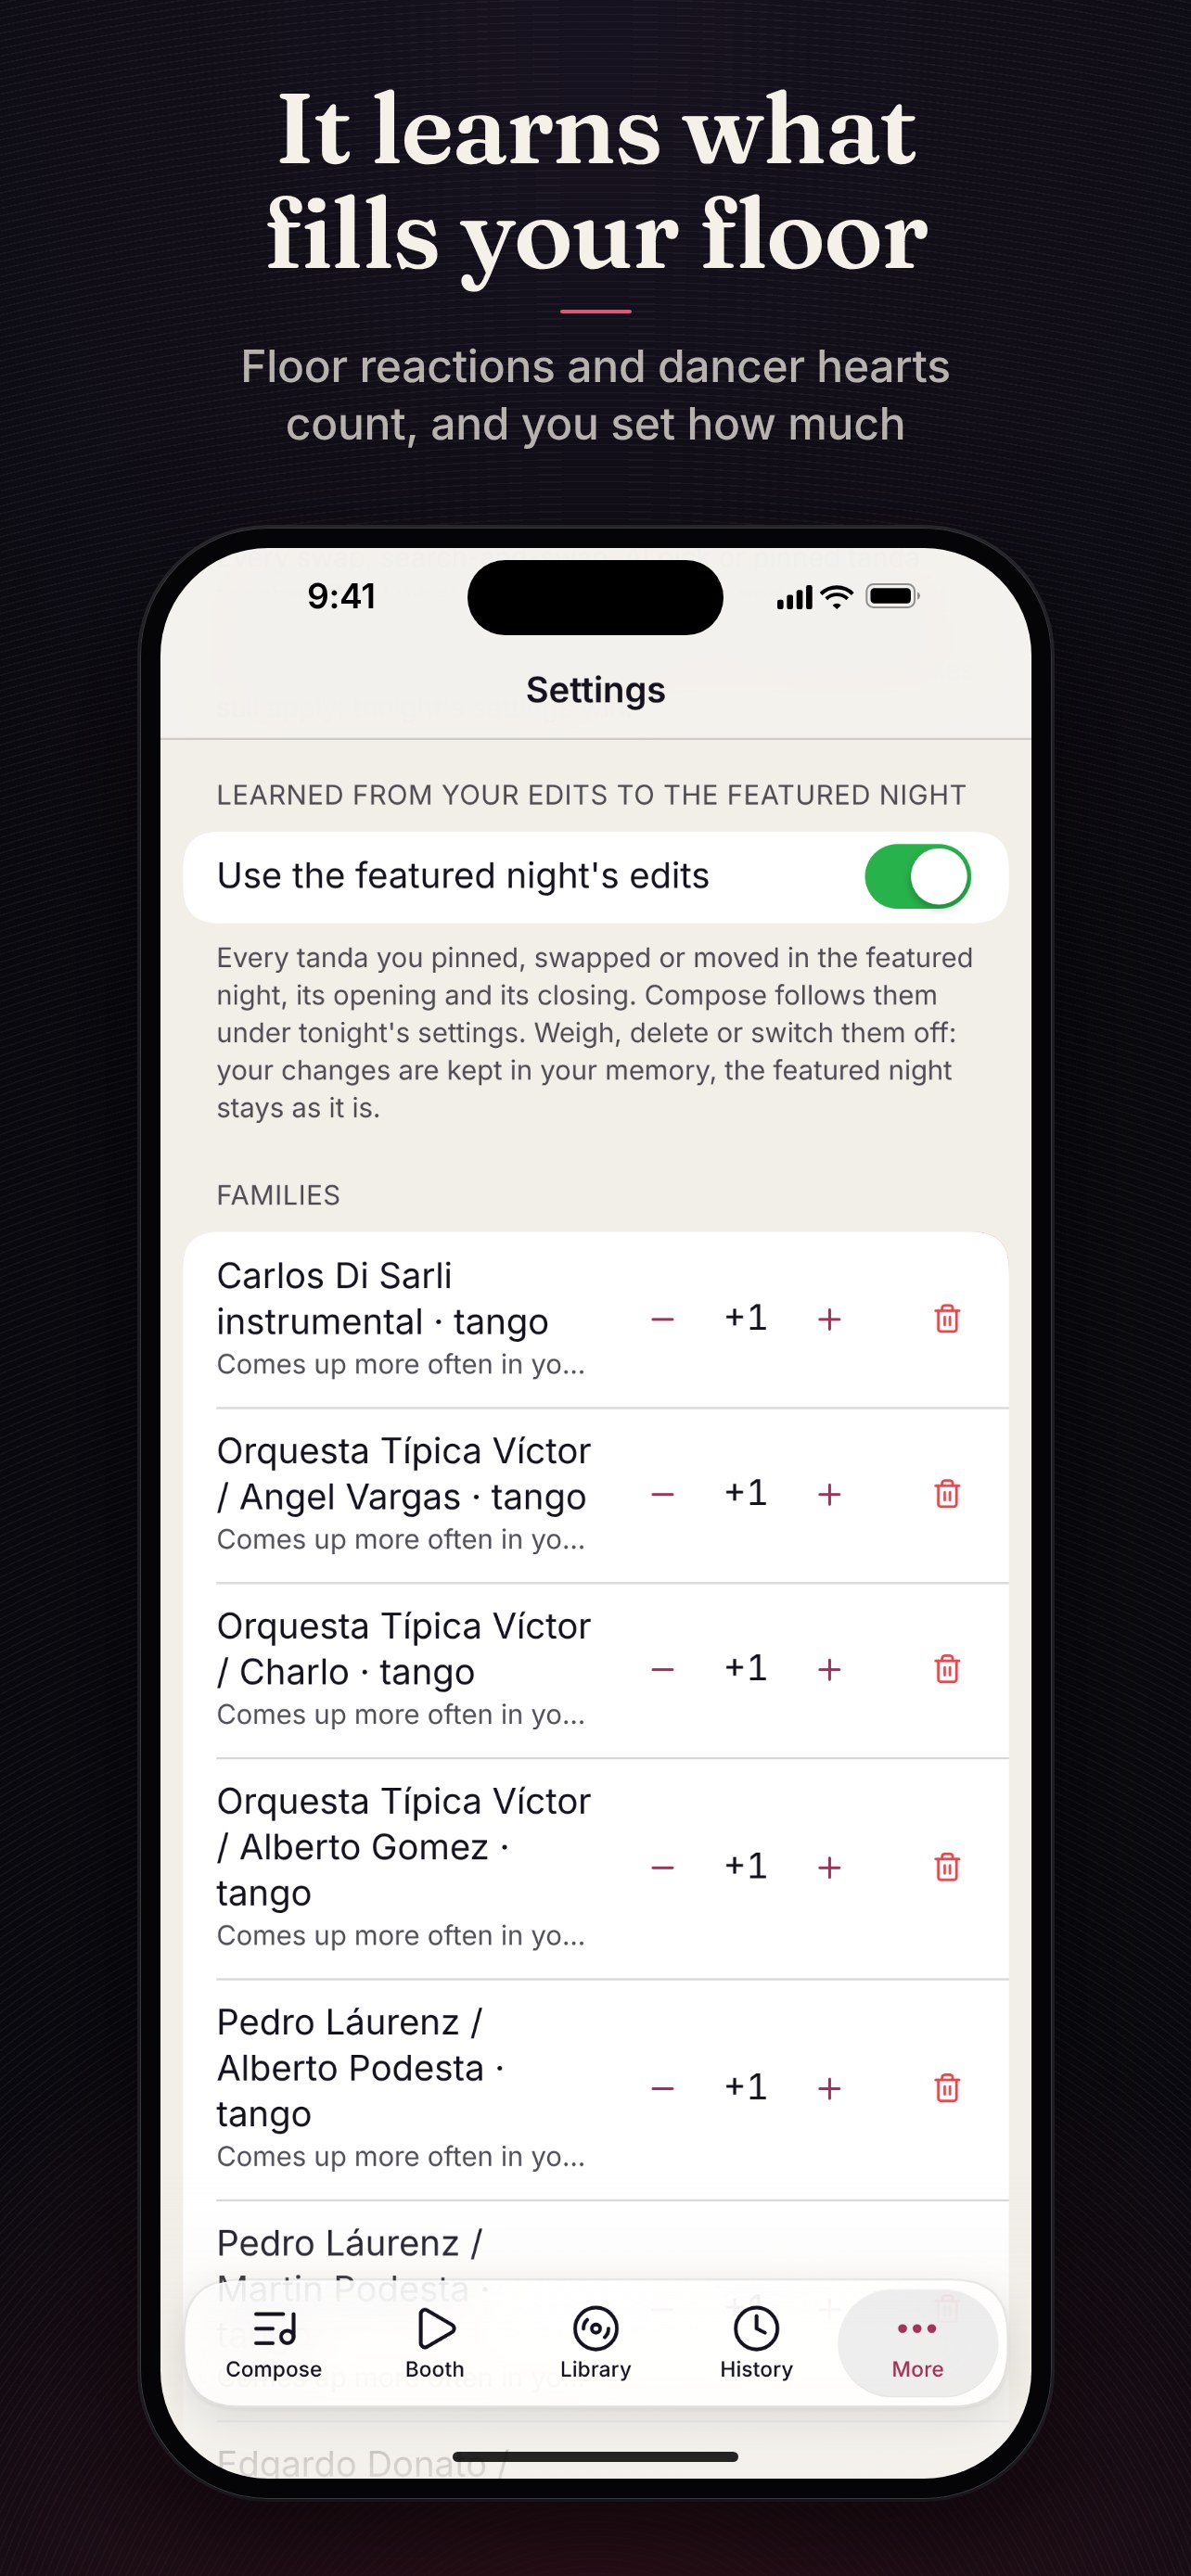 It learns what
fills your floor
Floor reactions and dancer hearts
count, and you set how much
9:41
Settings
LEARNED FROM YOUR EDITS TO THE FEATURED NIGHT
Use the featured night's edits
Every tanda you pinned, swapped or moved in the featured
night, its opening and its closing. Compose follows them
under tonight's settings. Weigh, delete or switch them off:
your changes are kept in your memory, the featured night
stays as it is.
FAMILIES
Carlos Di Sarli
instrumental · tango
Comes up more often in yo...
− +1 +
Orquesta Típica Víctor
/ Angel Vargas · tango
Comes up more often in yo...
− +1 +
Orquesta Típica Víctor
/ Charlo · tango
Comes up more often in yo...
− +1 +
Orquesta Típica Víctor
/ Alberto Gomez ·
tango
Comes up more often in yo...
− +1 +
Pedro Láurenz /
Alberto Podesta ·
tango
Comes up more often in yo...
− +1 +
Pedro Láurenz /
Martin Podesta ·
Compose
Booth
Library
History
More
Edgardo Donato /